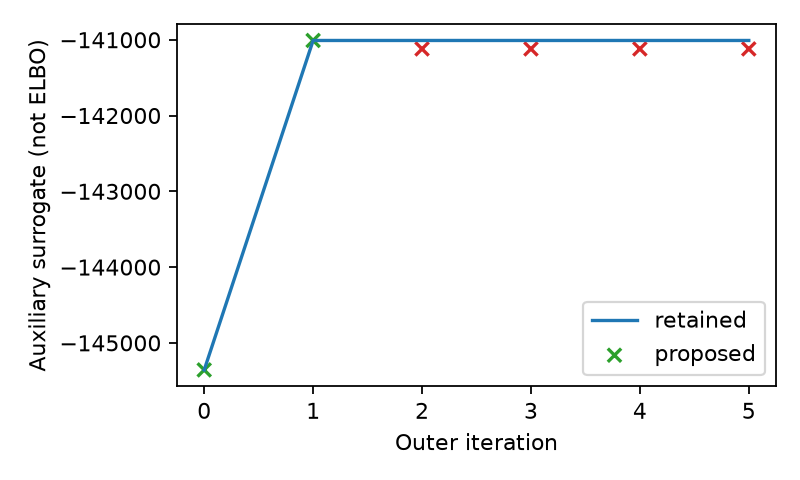 Auxiliary surrogate (not ELBO)
−141000
−142000
−143000
−144000
−145000
retained
proposed
0 1 2 3 4 5
Outer iteration